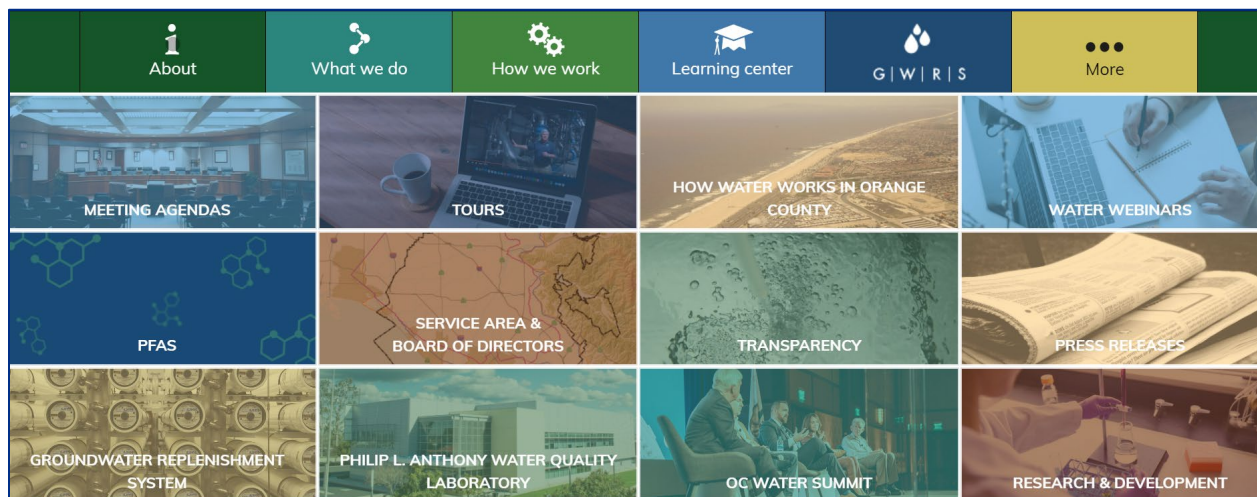 About
What we do
How we work
Learning center
G|W|R|S
More
MEETING AGENDAS
TOURS
HOW WATER WORKS IN ORANGE
COUNTY
WATER WEBINARS
PFAS
SERVICE AREA &
BOARD OF DIRECTORS
TRANSPARENCY
PRESS RELEASES
GROUNDWATER REPLENISHMENT
SYSTEM
PHILIP L. ANTHONY WATER QUALITY
LABORATORY
OC WATER SUMMIT
RESEARCH & DEVELOPMENT